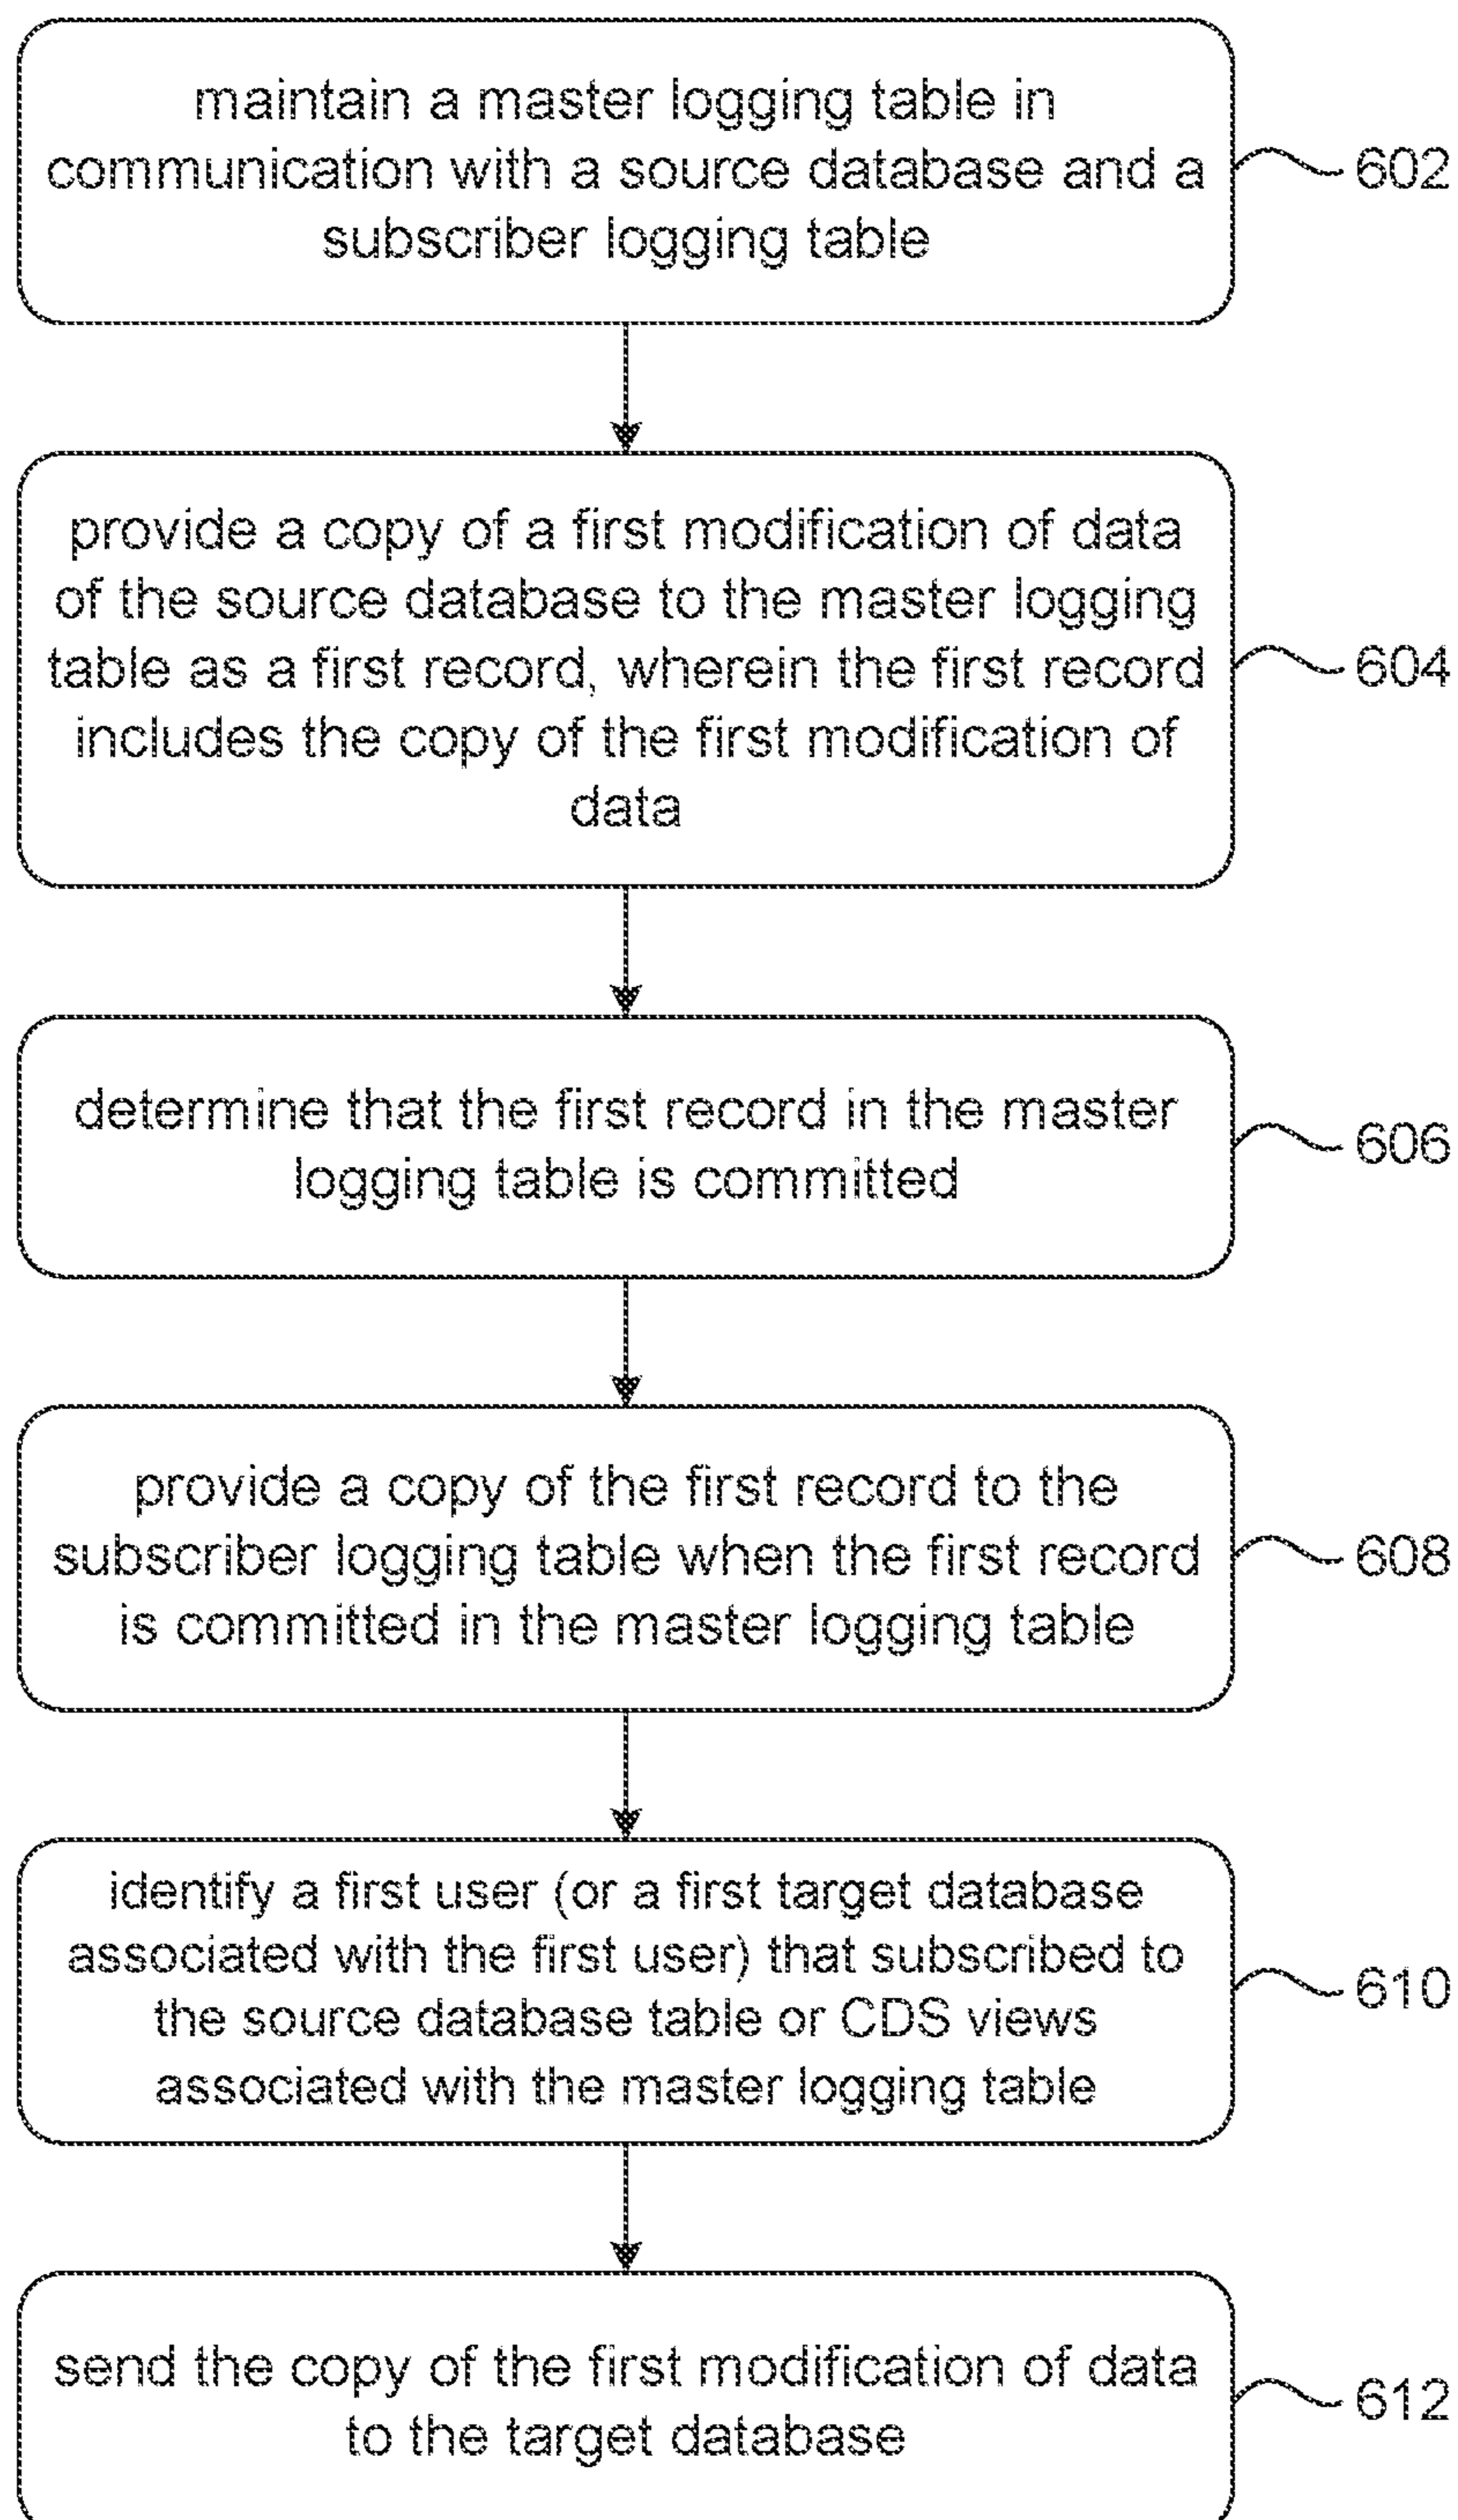 maintain a master logging table in
communication with a source database and a
subscriber logging table
602
provide a copy of a first modification of data
of the source database to the master logging
table as a first record, wherein the first record
includes the copy of the first modification of
data
604
determine that the first record in the master
logging table is committed
606
provide a copy of the first record to the
subscriber logging table when the first record
is committed in the master logging table
608
identify a first user (or a first target database
associated with the first user) that subscribed to
the source database table or CDS views
associated with the master logging table
610
send the copy of the first modification of data
to the target database
612